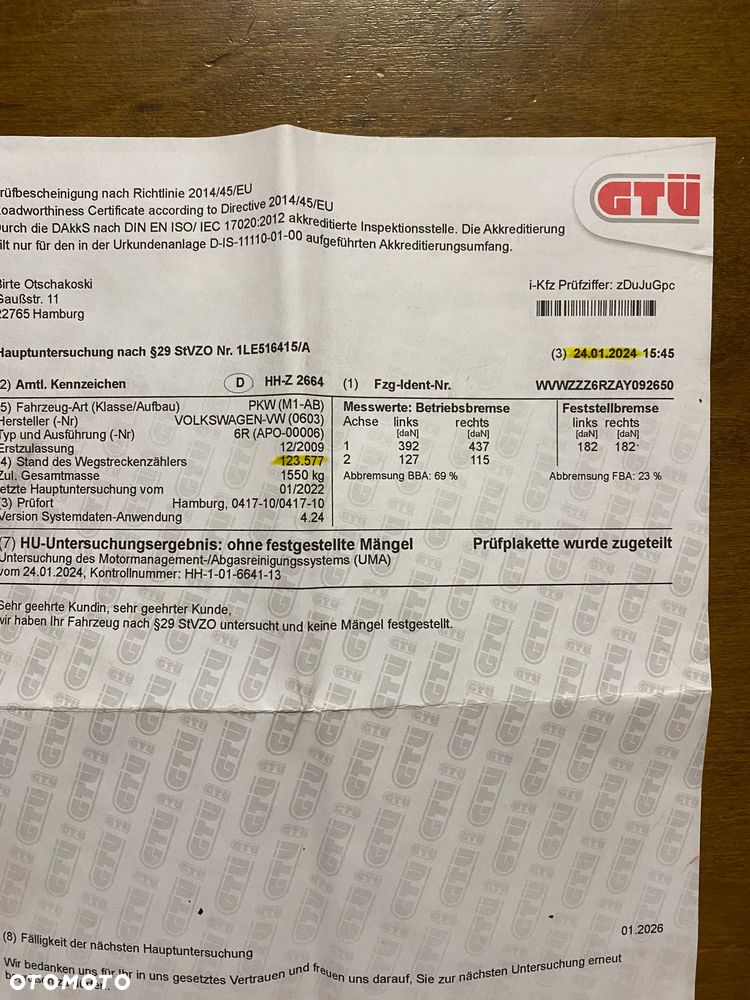 GTÜ
rüfbescheinigung nach Richtlinie 2014/45/EU
oadworthiness Certificate according to Directive 2014/45/EU
urch die DAkkS nach DIN EN ISO/ IEC 17020:2012 akkreditierte Inspektionsstelle. Die Akkreditierung
ilt nur für den in der Urkundenanlage D-IS-11110-01-00 aufgeführten Akkreditierungsumfang.
Birte Otschakoski
Gaußstr. 11
22765 Hamburg
i-Kfz Prüfziffer: zDuJuGpc
Hauptuntersuchung nach §29 StVZO Nr. 1LE516415/A
(3) 24.01.2024 15:45
2) Amtl. Kennzeichen D HH-Z 2664 (1) Fzg-Ident-Nr. WVWZZZ6RZAY092650
5) Fahrzeug-Art (Klasse/Aufbau) PKW (M1-AB)
Hersteller (-Nr) VOLKSWAGEN-VW (0603)
Typ und Ausführung (-Nr) 6R (APO-00006)
Erstzulassung 12/2009
4) Stand des Wegstreckenzählers 123.577
Zul. Gesamtmasse 1550 kg
etzte Hauptuntersuchung vom 01/2022
(3) Prüfort Hamburg, 0417-10/0417-10
Version Systemdaten-Anwendung 4.24
Messwerte: Betriebsbremse
Achse links rechts
[daN] [daN]
1 392 437
2 127 115
Abbremsung BBA: 69 %
Feststellbremse
links rechts
[daN] [daN]
182 182
Abbremsung FBA: 23 %
(7) HU-Untersuchungsergebnis: ohne festgestellte Mängel Prüfplakette wurde zugeteilt
Untersuchung des Motormanagement-/Abgasreinigungssystems (UMA)
vom 24.01.2024, Kontrollnummer: HH-1-01-6641-13
Sehr geehrte Kundin, sehr geehrter Kunde,
wir haben Ihr Fahrzeug nach §29 StVZO untersucht und keine Mängel festgestellt.
(8) Fälligkeit der nächsten Hauptuntersuchung 01.2026
Wir bedanken uns für Ihr in uns gesetztes Vertrauen und freuen uns darauf, Sie zur nächsten Untersuchung erneut
OTOMOTO